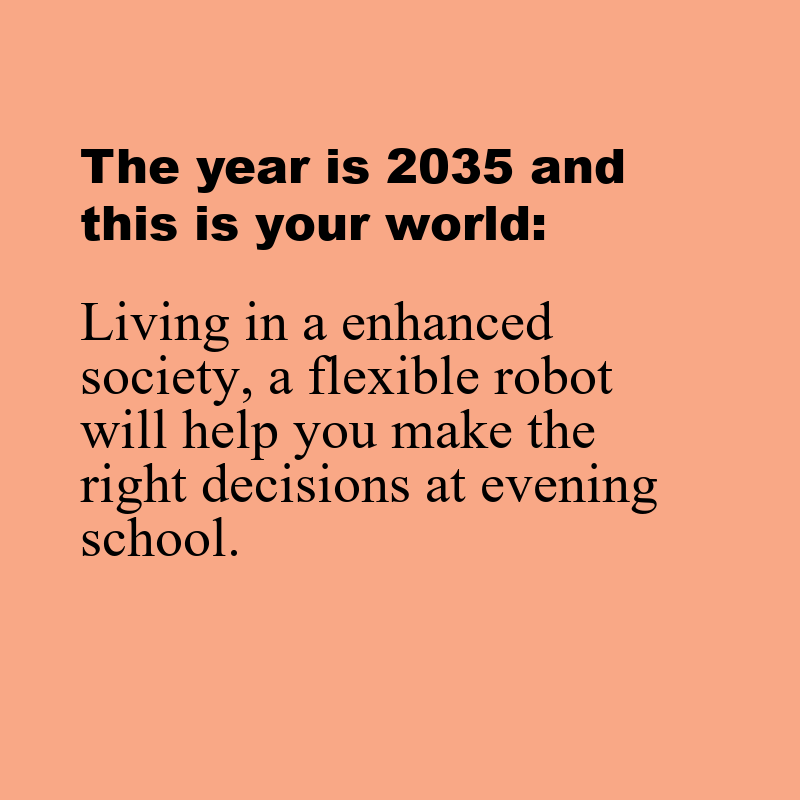 The year is 2035 and
this is your world:
Living in a enhanced
society, a flexible robot
will help you make the
right decisions at evening
school.